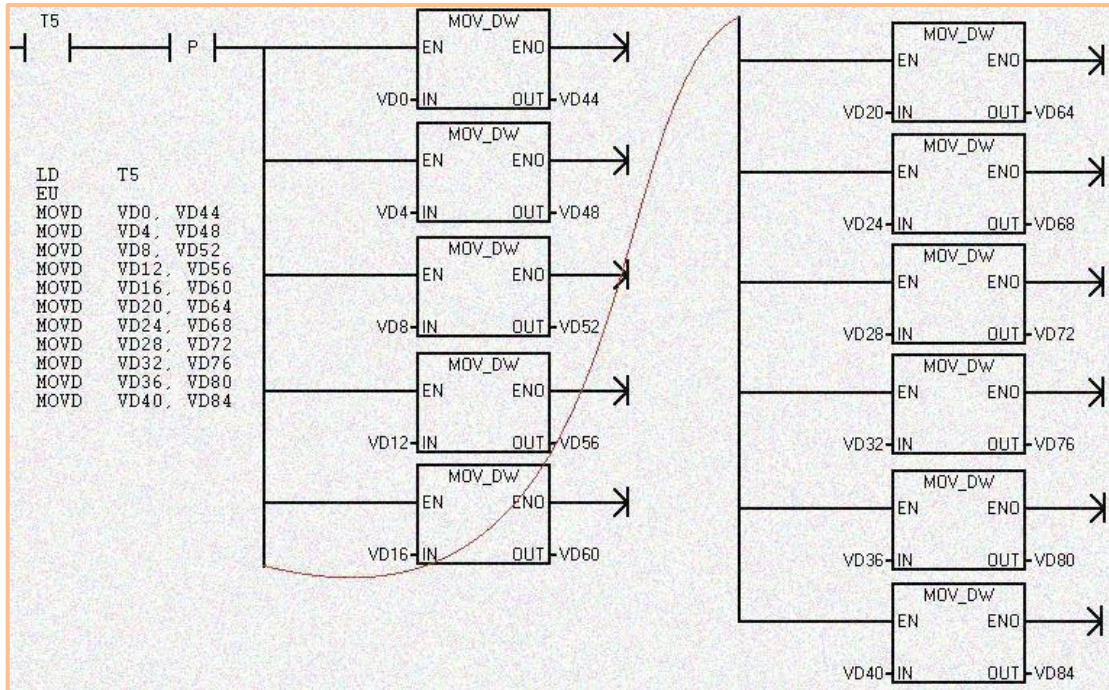 T5
P
MOV_DW
EN ENO
VD0 IN OUT VD44
MOV_DW
EN ENO
VD4 IN OUT VD48
MOV_DW
EN ENO
VD8 IN OUT VD52
MOV_DW
EN ENO
VD12 IN OUT VD56
MOV_DW
EN ENO
VD16 IN OUT VD60
LD T5
EU
MOVD VD0, VD44
MOVD VD4, VD48
MOVD VD8, VD52
MOVD VD12, VD56
MOVD VD16, VD60
MOVD VD20, VD64
MOVD VD24, VD68
MOVD VD28, VD72
MOVD VD32, VD76
MOVD VD36, VD80
MOVD VD40, VD84
MOV_DW
EN ENO
VD20 IN OUT VD64
MOV_DW
EN ENO
VD24 IN OUT VD68
MOV_DW
EN ENO
VD28 IN OUT VD72
MOV_DW
EN ENO
VD32 IN OUT VD76
MOV_DW
EN ENO
VD36 IN OUT VD80
MOV_DW
EN ENO
VD40 IN OUT VD84